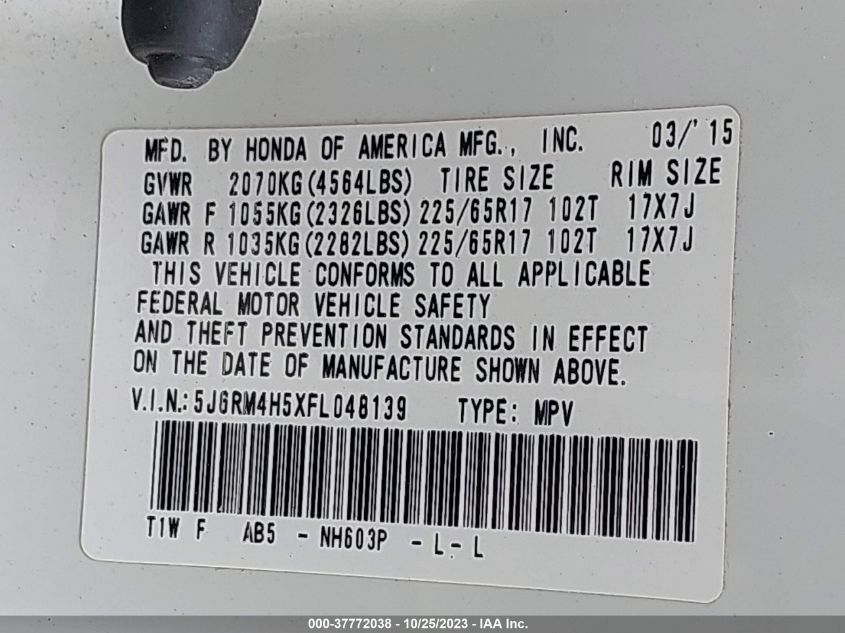 MFD. BY HONDA OF AMERICA MFG., INC. 03/'15
GVWR 2070KG(4564LBS) TIRE SIZE RIM SIZE
GAWR F 1055KG(2326LBS) 225/65R17 102T 17X7J
GAWR R 1035KG(2282LBS) 225/65R17 102T 17X7J
THIS VEHICLE CONFORMS TO ALL APPLICABLE
FEDERAL MOTOR VEHICLE SAFETY
AND THEFT PREVENTION STANDARDS IN EFFECT
ON THE DATE OF MANUFACTURE SHOWN ABOVE.
V.I.N.: 5J6RM4H5XFL048139 TYPE: MPV
T1W F AB5 - NH603P - L - L
000-37772038 - 10/25/2023 - IAA Inc.